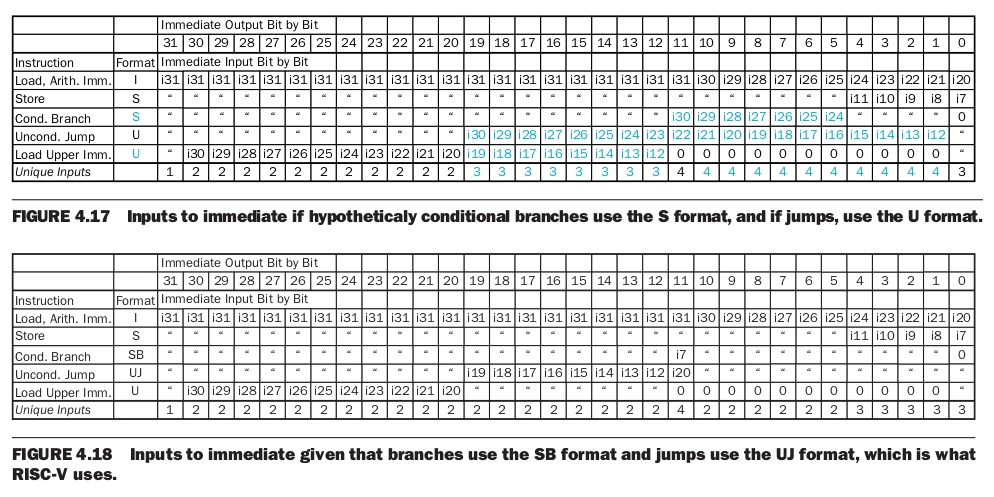 Immediate Output Bit by Bit
31 30 29 28 27 26 25 24 23 22 21 20 19 18 17 16 15 14 13 12 11 10 9 8 7 6 5 4 3 2 1 0
Instruction Format Immediate Input Bit by Bit
Load, Arith. Imm. I i31 i31 i31 i31 i31 i31 i31 i31 i31 i31 i31 i31 i31 i31 i31 i31 i31 i31 i31 i31 i31 i30 i29 i28 i27 i26 i25 i24 i23 i22 i21 i20
Store S “ “ “ “ “ “ “ “ “ “ “ “ “ “ “ “ “ “ “ “ “ “ “ “ “ “ “ i11 i10 i9 i8 i7
Cond. Branch S “ “ “ “ “ “ “ “ “ “ “ “ “ “ “ “ “ “ “ “ i30 i29 i28 i27 i26 i25 i24 “ “ “ “ 0
Uncond. Jump U “ “ “ “ “ “ “ “ “ “ “ “ i30 i29 i28 i27 i26 i25 i24 i23 i22 i21 i20 i19 i18 i17 i16 i15 i14 i13 i12 “
Load Upper Imm. U “ i30 i29 i28 i27 i26 i25 i24 i23 i22 i21 i20 i19 i18 i17 i16 i15 i14 i13 i12 0 0 0 0 0 0 0 0 0 0 0 “
Unique Inputs 1 2 2 2 2 2 2 2 2 2 2 2 3 3 3 3 3 3 3 3 4 4 4 4 4 4 4 4 4 4 4 3
FIGURE 4.17 Inputs to immediate if hypotheticaly conditional branches use the S format, and if jumps, use the U format.
Immediate Output Bit by Bit
31 30 29 28 27 26 25 24 23 22 21 20 19 18 17 16 15 14 13 12 11 10 9 8 7 6 5 4 3 2 1 0
Instruction Format Immediate Input Bit by Bit
Load, Arith. Imm. I i31 i31 i31 i31 i31 i31 i31 i31 i31 i31 i31 i31 i31 i31 i31 i31 i31 i31 i31 i31 i31 i30 i29 i28 i27 i26 i25 i24 i23 i22 i21 i20
Store S “ “ “ “ “ “ “ “ “ “ “ “ “ “ “ “ “ “ “ “ “ “ “ “ “ “ “ i11 i10 i9 i8 i7
Cond. Branch SB “ “ “ “ “ “ “ “ “ “ “ “ “ “ “ “ “ “ “ “ i7 “ “ “ “ “ “ “ “ “ “ 0
Uncond. Jump UJ “ “ “ “ “ “ “ “ “ “ “ “ i19 i18 i17 i16 i15 i14 i13 i12 i20 “ “ “ “ “ “ “ “ “ “ “
Load Upper Imm. U “ i30 i29 i28 i27 i26 i25 i24 i23 i22 i21 i20 “ “ “ “ “ “ “ “ 0 0 0 0 0 0 0 0 0 0 0 “
Unique Inputs 1 2 2 2 2 2 2 2 2 2 2 2 2 2 2 2 2 2 2 2 4 2 2 2 2 2 2 3 3 3 3 3
FIGURE 4.18 Inputs to immediate given that branches use the SB format and jumps use the UJ format, which is what
RISC-V uses.